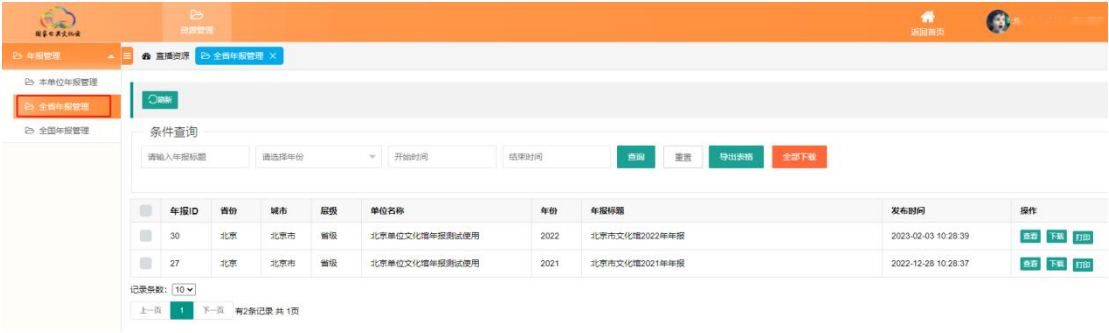 国家公共文化云
资源管理
返回首页
年报管理
直播资源 全省年报管理 ×
本单位年报管理
全省年报管理
全国年报管理
刷新
条件查询
请输入年报标题 请选择年份 开始时间 结束时间 查询 重置 导出表格 全部下载
年报ID 省份 城市 层级 单位名称 年份 年报标题 发布时间 操作
30 北京 北京市 省级 北京单位文化馆年报测试使用 2022 北京市文化馆2022年年报 2023-02-03 10:28:39 查看 下载 打印
27 北京 北京市 省级 北京单位文化馆年报测试使用 2021 北京市文化馆2021年年报 2022-12-28 10:28:37 查看 下载 打印
记录条数: 10
上一页 1 下一页 有2条记录 共 1页